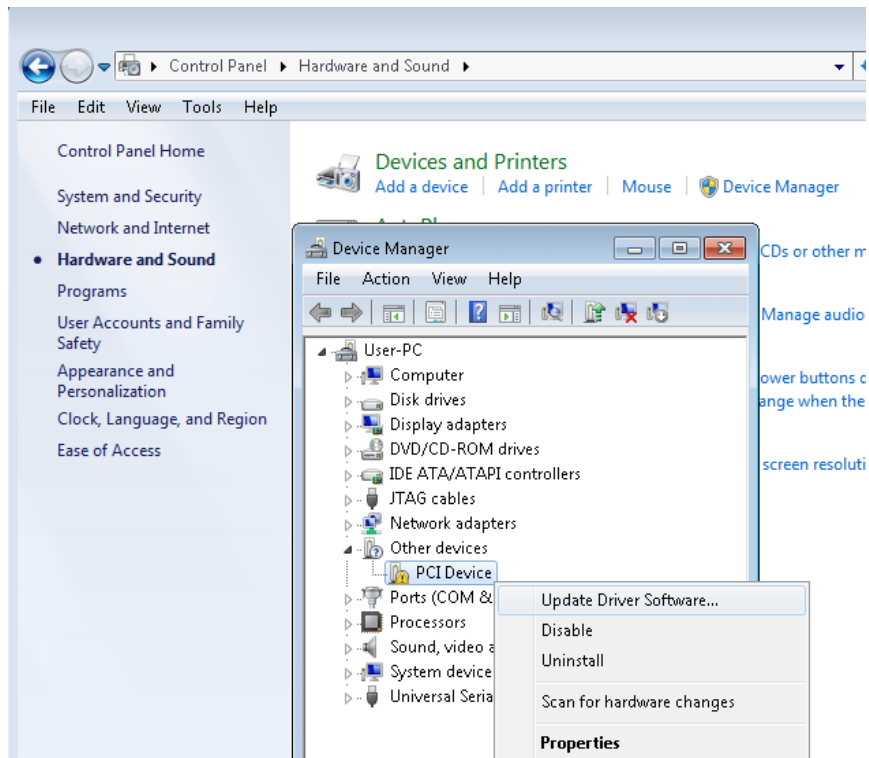 Control Panel Hardware and Sound
File Edit View Tools Help
Control Panel Home
System and Security
Network and Internet
Hardware and Sound
Programs
User Accounts and Family
Safety
Appearance and
Personalization
Clock, Language, and Region
Ease of Access
Devices and Printers
Add a device Add a printer Mouse Device Manager
CDs or other m
Manage audio
ower buttons
ange when the
screen resoluti
Device Manager
File Action View Help
User-PC
Computer
Disk drives
Display adapters
DVD/CD-ROM drives
IDE ATA/ATAPI controllers
JTAG cables
Network adapters
Other devices
PCI Device
Ports (COM &
Processors
Sound, video a
System device
Universal Seria
Update Driver Software...
Disable
Uninstall
Scan for hardware changes
Properties